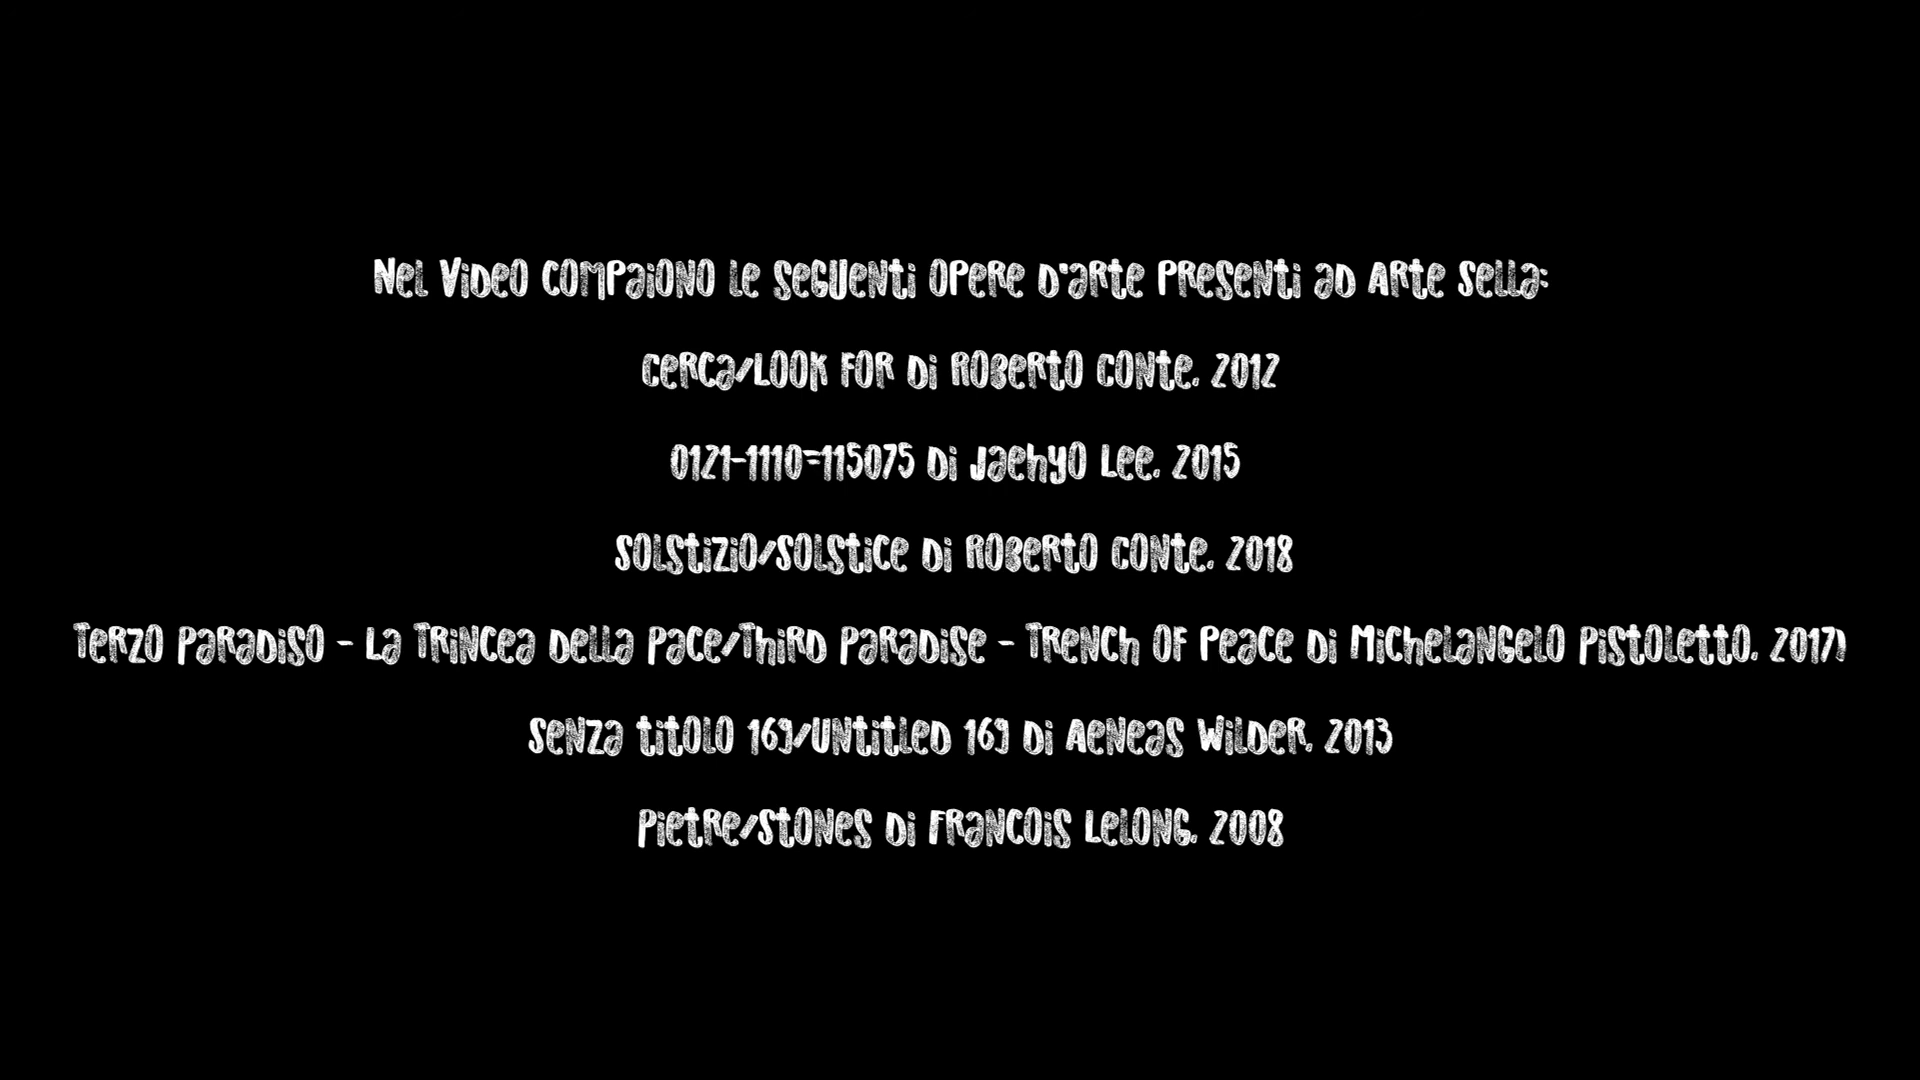 Nel video compaiono le seguenti opere d'arte presenti ad Arte Sella:
Cerca/Look for di Roberto Conte, 2012
0121-1110=115075 di Jaehyo Lee, 2015
Solstizio/Solstice di Roberto Conte, 2018
Terzo Paradiso - La Trincea della Pace/Third Paradise - Trench of Peace di Michelangelo Pistoletto, 2017)
Senza titolo 169/Untitled 169 di Aeneas Wilder, 2013
Pietre/Stones di Francois Lelong, 2008